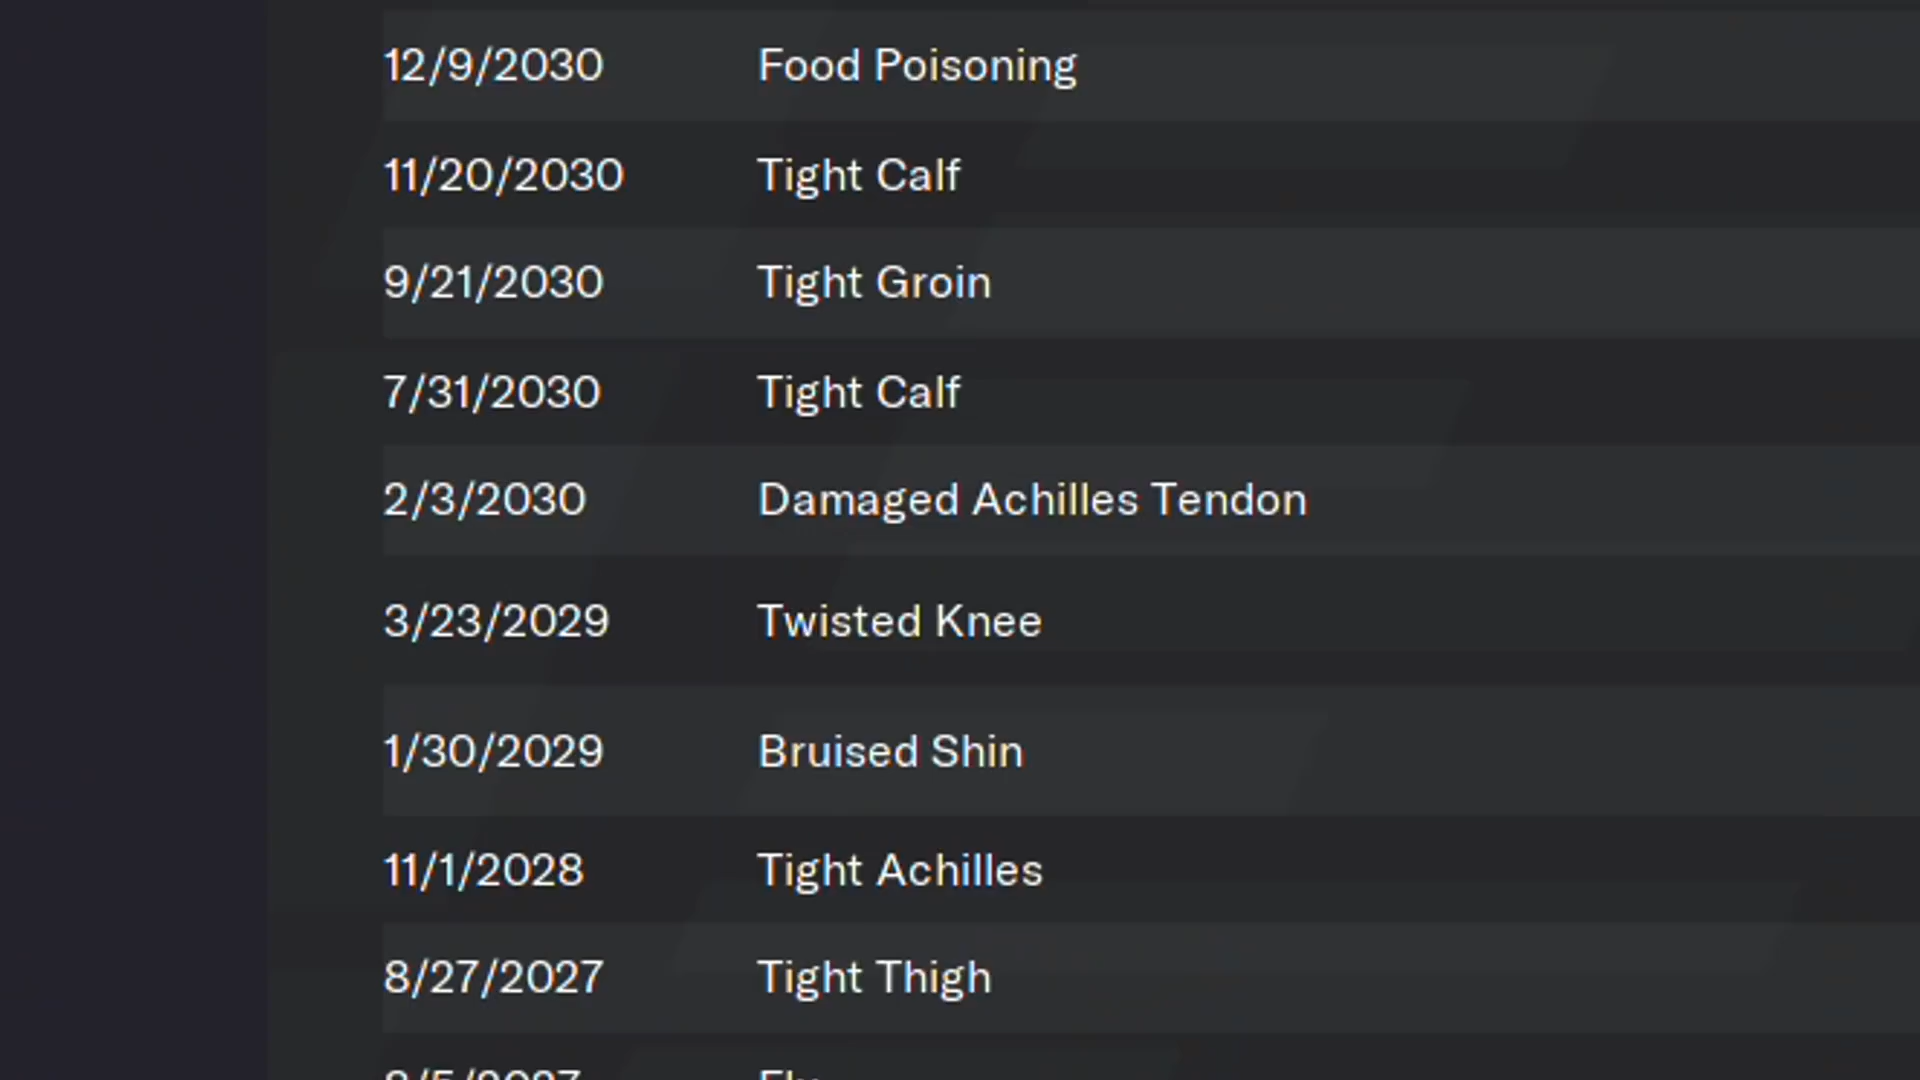 12/9/2030 Food Poisoning
11/20/2030 Tight Calf
9/21/2030 Tight Groin
7/31/2030 Tight Calf
2/3/2030 Damaged Achilles Tendon
3/23/2029 Twisted Knee
1/30/2029 Bruised Shin
11/1/2028 Tight Achilles
8/27/2027 Tight Thigh